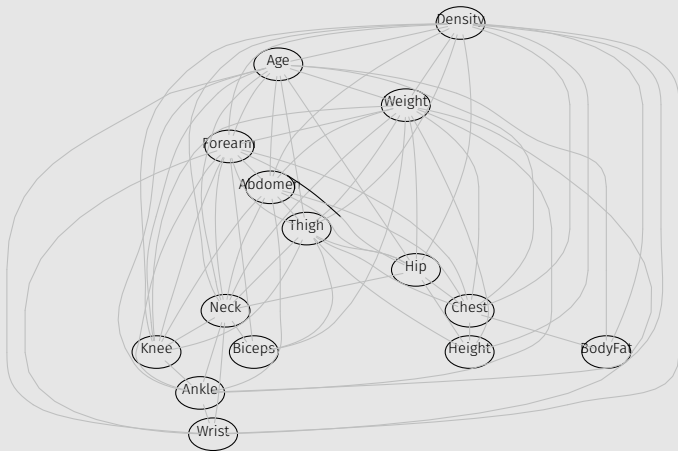 Density
Age
Weight
Forearm
Abdomen
Thigh
Hip
Neck
Chest
Knee
Biceps
Height
BodyFat
Ankle
Wrist